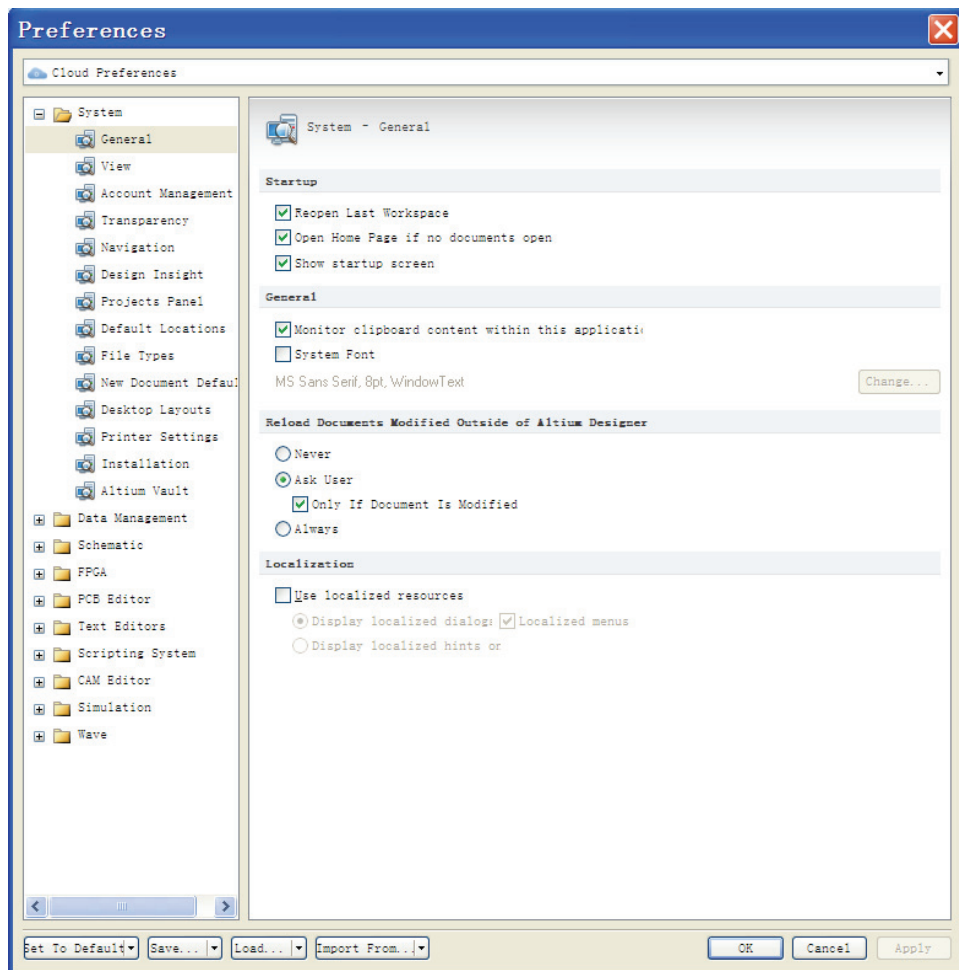 Preferences
Cloud Preferences
System
General
View
Account Management
Transparency
Navigation
Design Insight
Projects Panel
Default Locations
File Types
New Document Defaul
Desktop Layouts
Printer Settings
Installation
Altium Vault
Data Management
Schematic
FPGA
PCB Editor
Text Editors
Scripting System
CAM Editor
Simulation
Wave
System - General
Startup
Reopen Last Workspace
Open Home Page if no documents open
Show startup screen
General
Monitor clipboard content within this applicati
System Font
MS Sans Serif, 8pt, WindowText
Change...
Reload Documents Modified Outside of Altium Designer
Never
Ask User
Only If Document Is Modified
Always
Localization
Use localized resources
Display localized dialog: Localized menus
Display localized hints or
Set To Default Save... Load... Import From... OK Cancel Apply